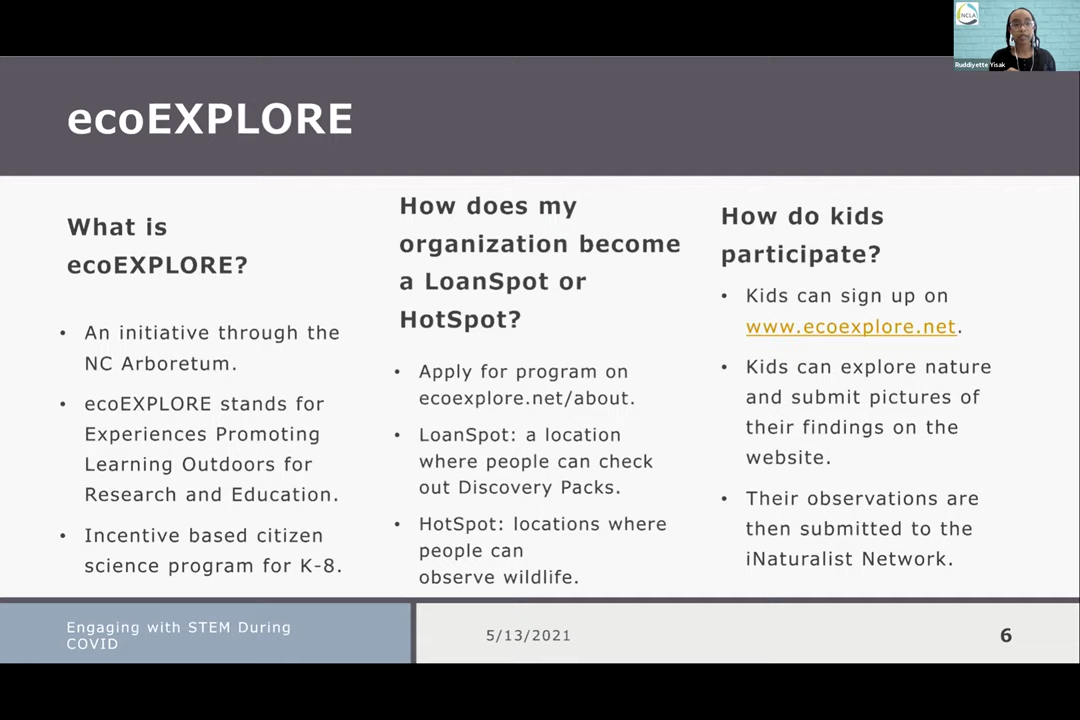 NCLA
Ruddiyette Yisak
ecoEXPLORE
What is
ecoEXPLORE?
• An initiative through the
NC Arboretum.
• ecoEXPLORE stands for
Experiences Promoting
Learning Outdoors for
Research and Education.
• Incentive based citizen
science program for K-8.
How does my
organization become
a LoanSpot or
HotSpot?
• Apply for program on
ecoexplore.net/about.
• LoanSpot: a location
where people can check
out Discovery Packs.
• HotSpot: locations where
people can
observe wildlife.
How do kids
participate?
• Kids can sign up on
www.ecoexplore.net.
• Kids can explore nature
and submit pictures of
their findings on the
website.
• Their observations are
then submitted to the
iNaturalist Network.
Engaging with STEM During
COVID
5/13/2021
6